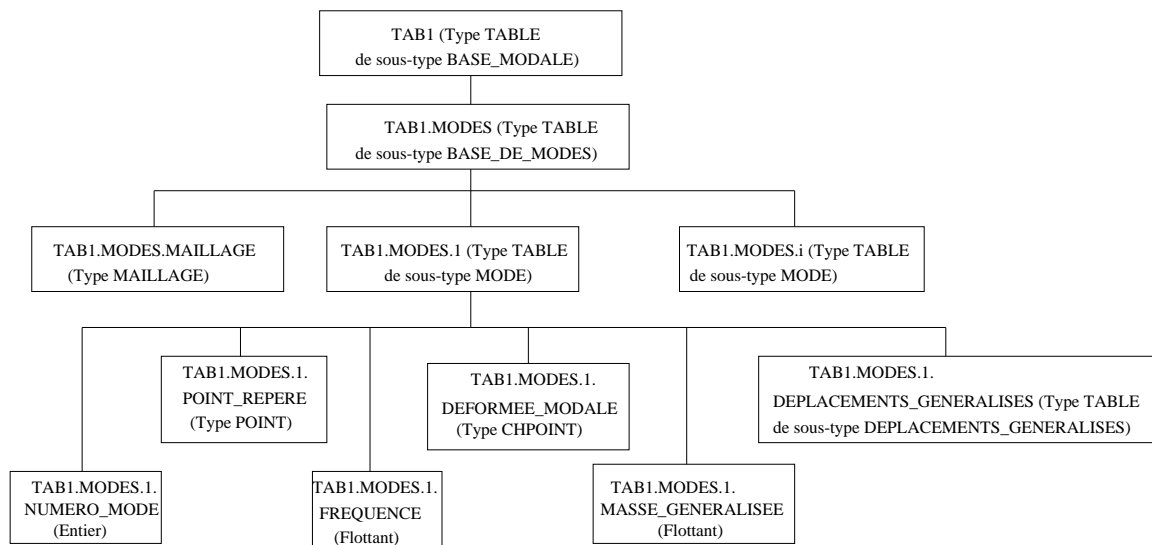 TAB1 (Type TABLE
de sous-type BASE_MODALE)
TAB1.MODES (Type TABLE
de sous-type BASE_DE_MODES)
TAB1.MODES.MAILLAGE
(Type MAILLAGE)
TAB1.MODES.1 (Type TABLE
de sous-type MODE)
TAB1.MODES.i (Type TABLE
de sous-type MODE)
TAB1.MODES.1.
POINT_REPERE
(Type POINT)
TAB1.MODES.1.
DEFORMEE_MODALE
(Type CHPOINT)
TAB1.MODES.1.
DEPLACEMENTS_GENERALISES (Type TABLE
de sous-type DEPLACEMENTS_GENERALISES)
TAB1.MODES.1.
NUMERO_MODE
(Entier)
TAB1.MODES.1.
FREQUENCE
(Flottant)
TAB1.MODES.1.
MASSE_GENERALISEE
(Flottant)